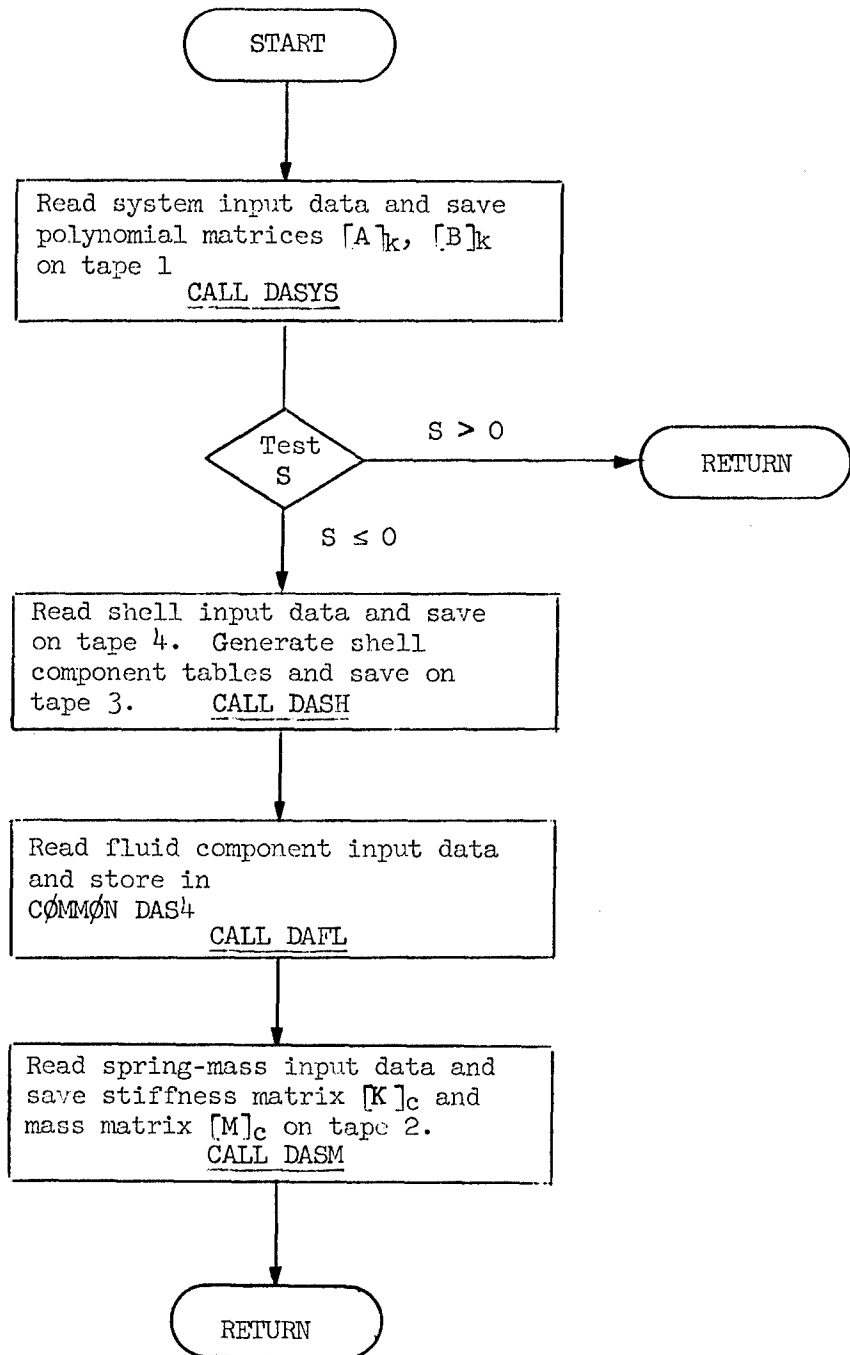 START
Read system input data and save
polynomial matrices [A]k, [B]k
on tape 1
CALL DASYS
Test
S
S > 0
RETURN
S ≤ 0
Read shell input data and save
on tape 4. Generate shell
component tables and save on
tape 3. CALL DASH
Read fluid component input data
and store in
CØMMØN DAS4
CALL DAFL
Read spring-mass input data and
save stiffness matrix [K]c and
mass matrix [M]c on tape 2.
CALL DASM
RETURN